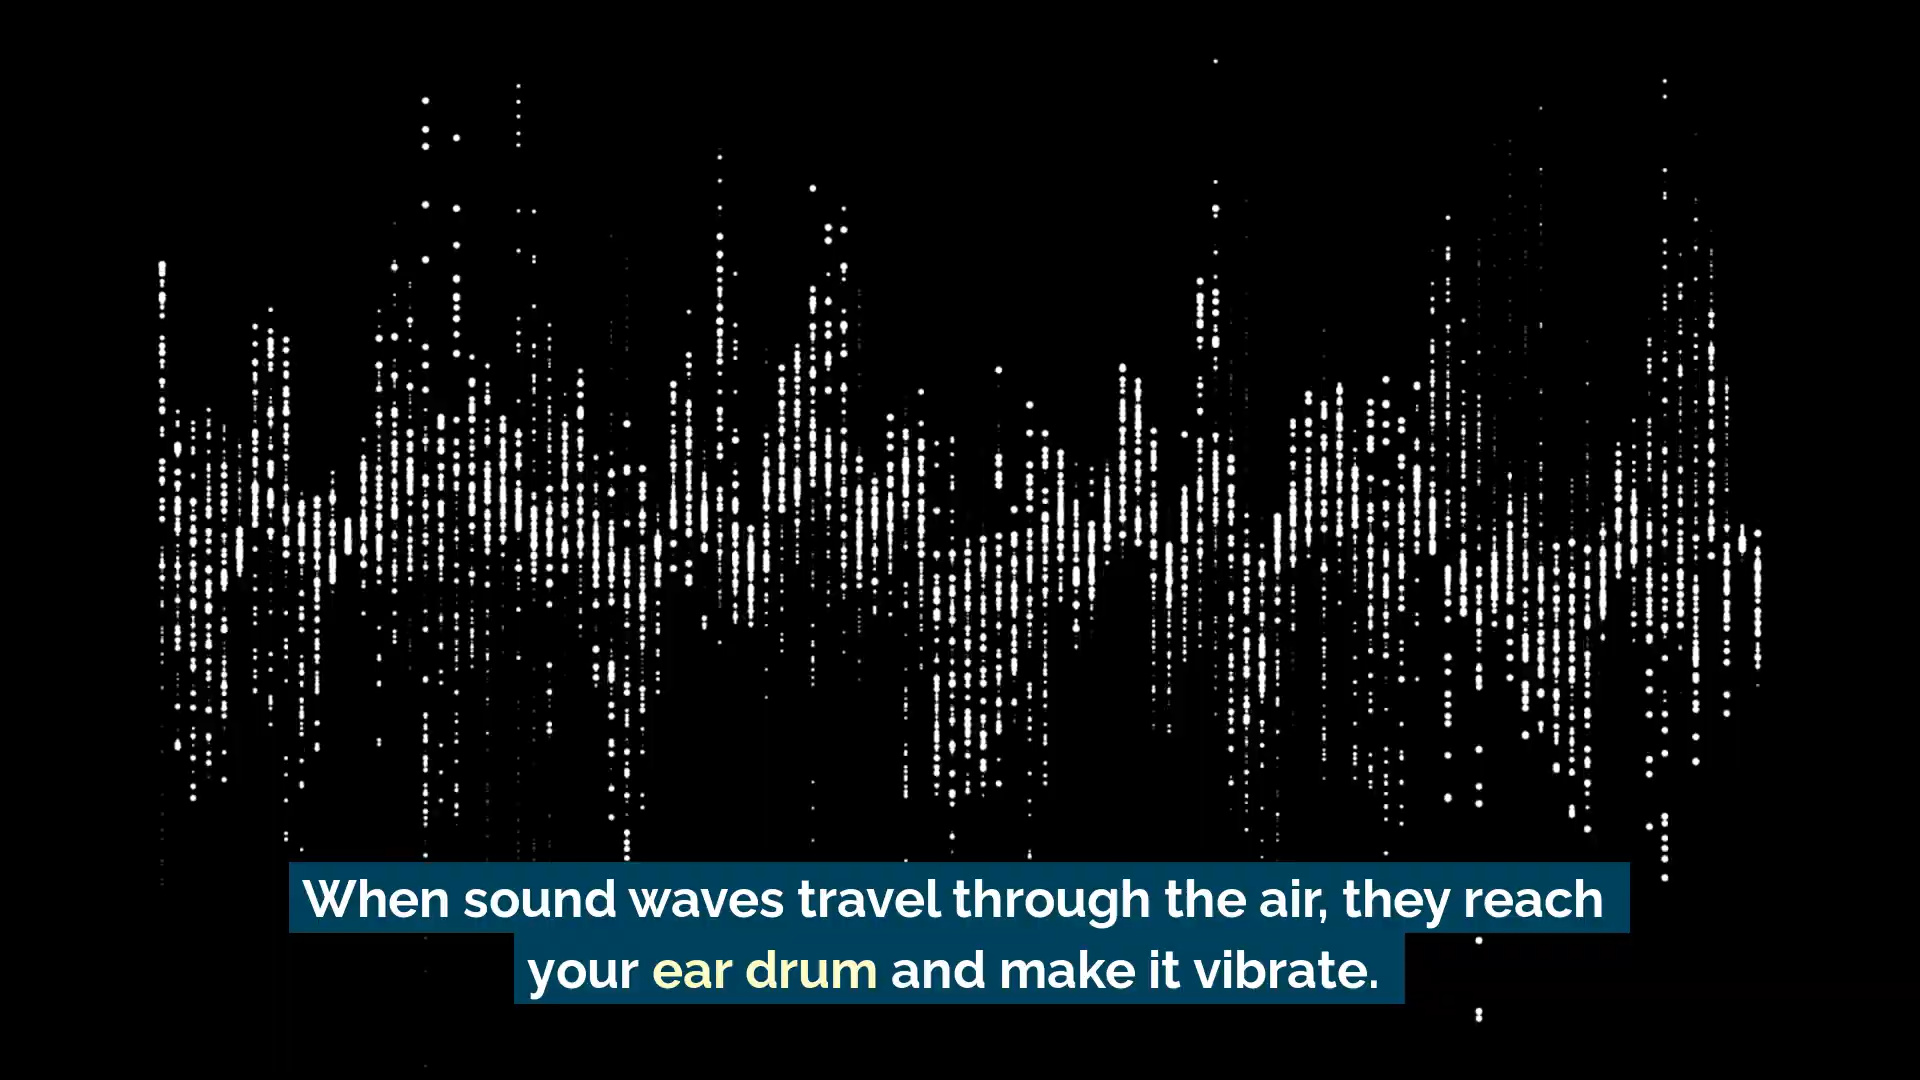 When sound waves travel through the air, they reach
your ear drum and make it vibrate.